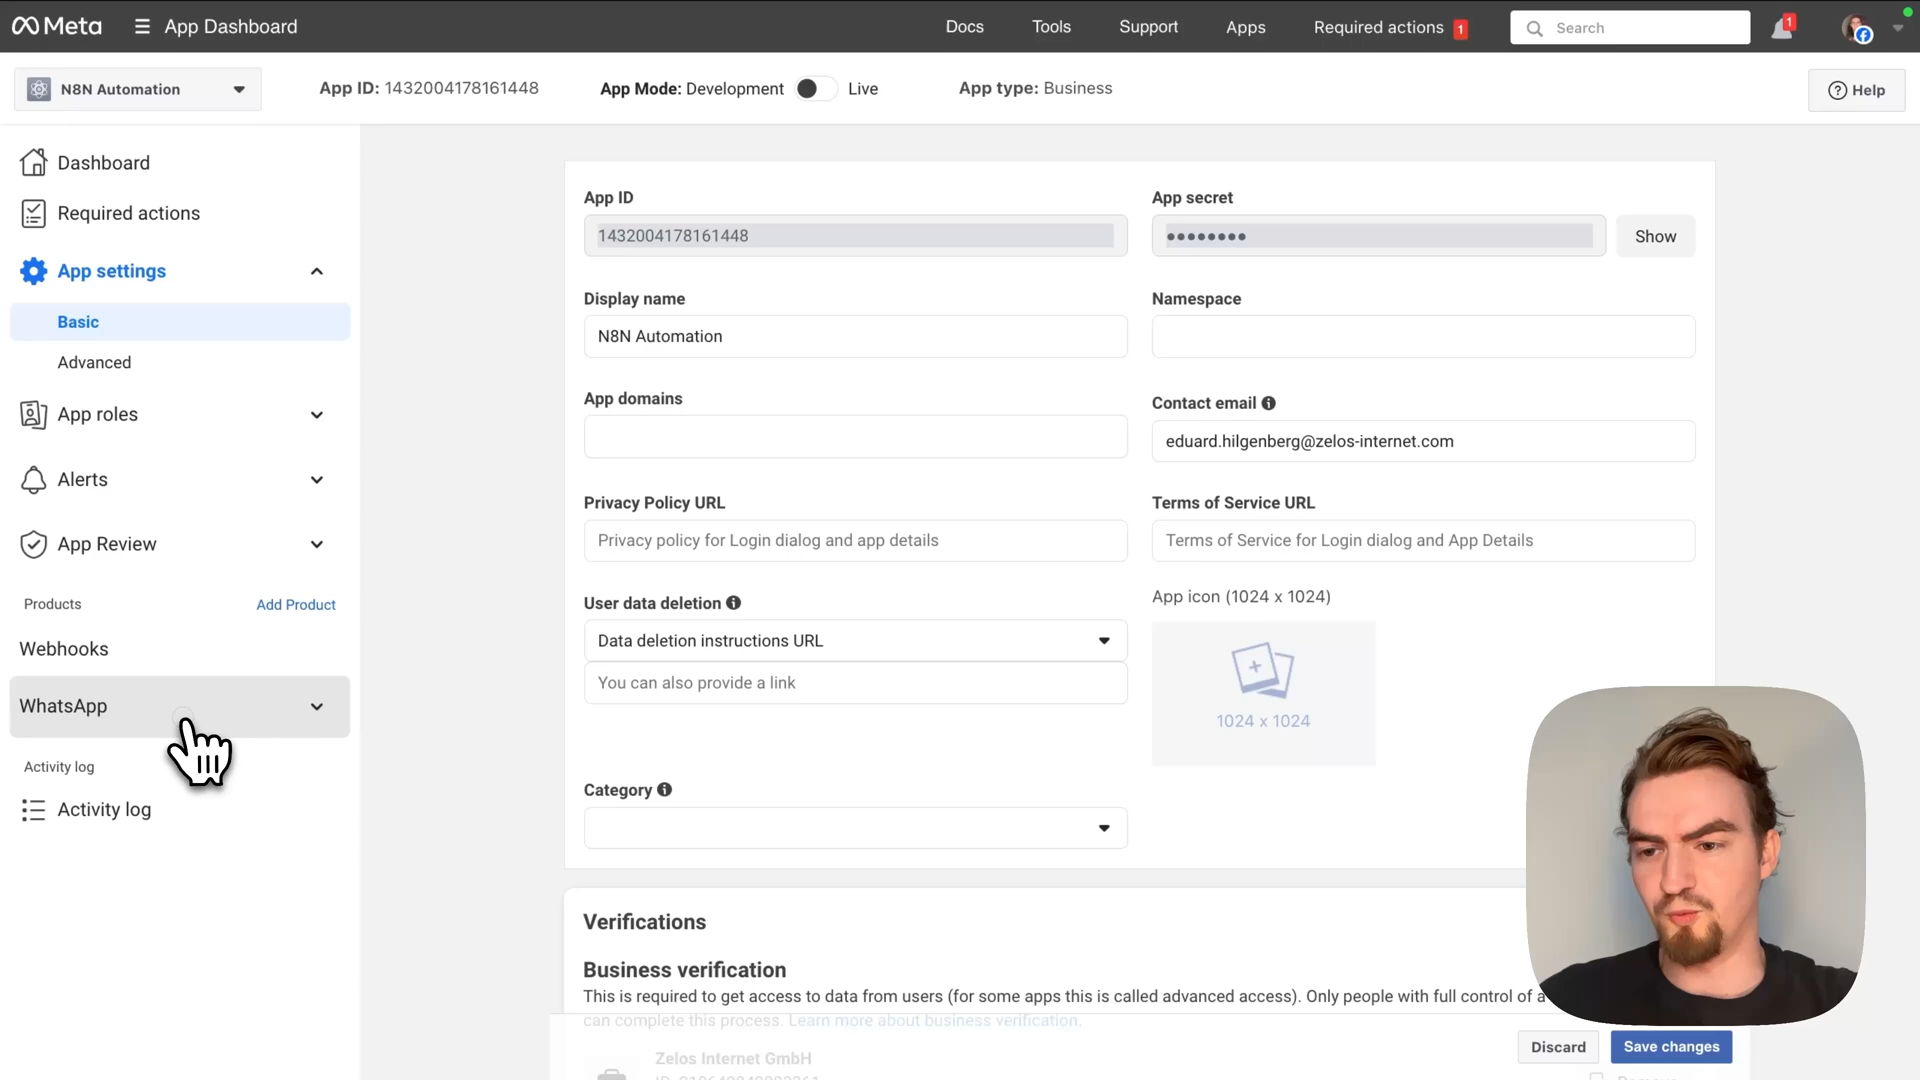 Meta
App Dashboard
Docs
Tools
Support
Apps
Required actions 1
Search
1
N8N Automation
App ID: 1432004178161448
App Mode: Development
Live
App type: Business
Help
Dashboard
Required actions
App settings
Basic
Advanced
App roles
Alerts
App Review
Products
Add Product
Webhooks
WhatsApp
Activity log
Activity log
App ID
1432004178161448
App secret
Show
Display name
N8N Automation
Namespace
App domains
Contact email
eduard.hilgenberg@zelos-internet.com
Privacy Policy URL
Privacy policy for Login dialog and app details
Terms of Service URL
Terms of Service for Login dialog and App Details
User data deletion
Data deletion instructions URL
You can also provide a link
App icon (1024 x 1024)
1024 x 1024
Category
Verifications
Business verification
This is required to get access to data from users (for some apps this is called advanced access). Only people with full control of a
can complete this process. Learn more about business verification.
Zelos Internet GmbH
Discard
Save changes